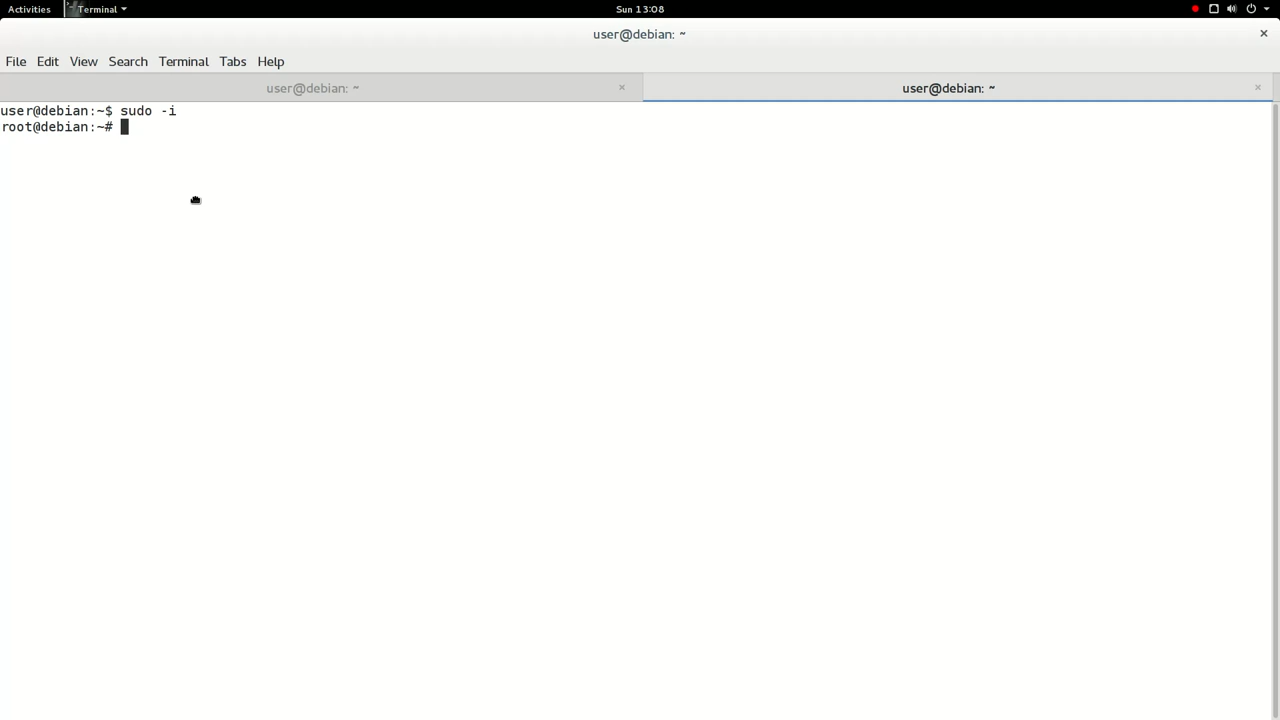 Activities Terminal Sun 13:08
user@debian: ~
File Edit View Search Terminal Tabs Help
user@debian: ~ user@debian: ~
user@debian:~$ sudo -i
root@debian:~#